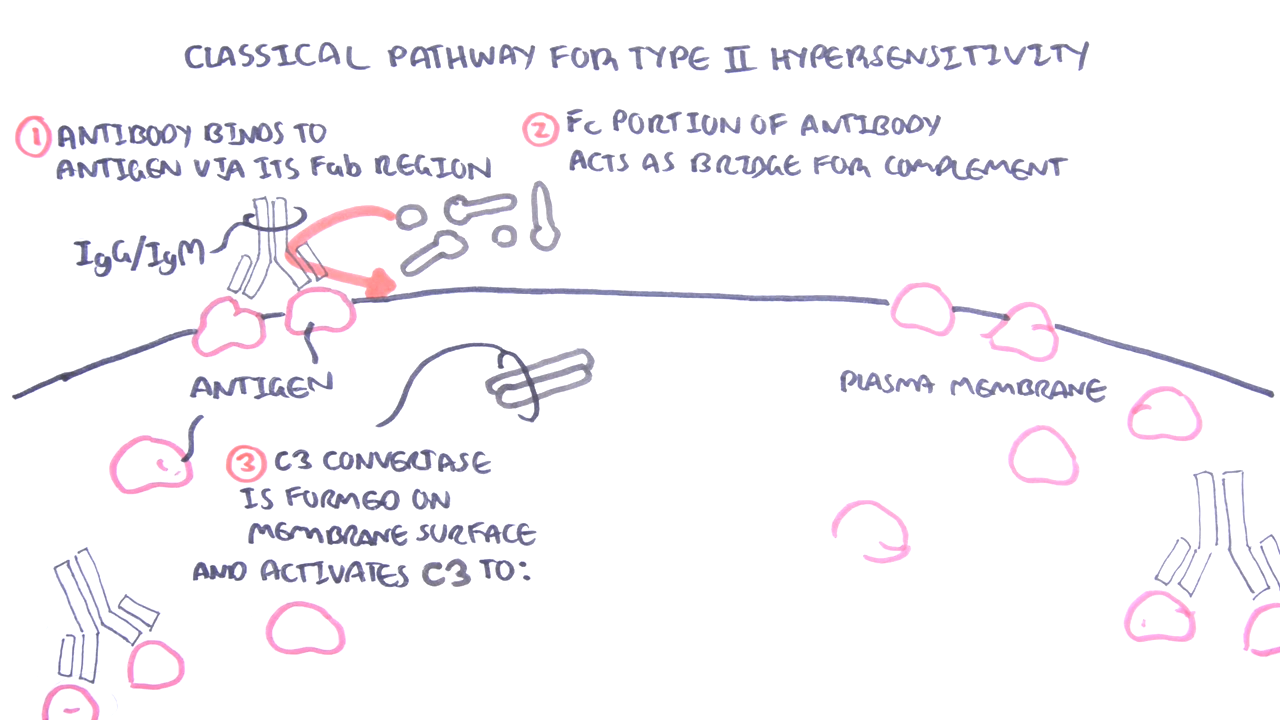 CLASSICAL PATHWAY FOR TYPE II HYPERSENSITIVITY
1 ANTIBODY BINDS TO
ANTIGEN VIA ITS Fab REGION
2 Fc PORTION OF ANTIBODY
ACTS AS BRIDGE FOR COMPLEMENT
IgG/IgM
ANTIGEN
PLASMA MEMBRANE
3 C3 CONVERTASE
IS FORMED ON
MEMBRANE SURFACE
AND ACTIVATES C3 TO: